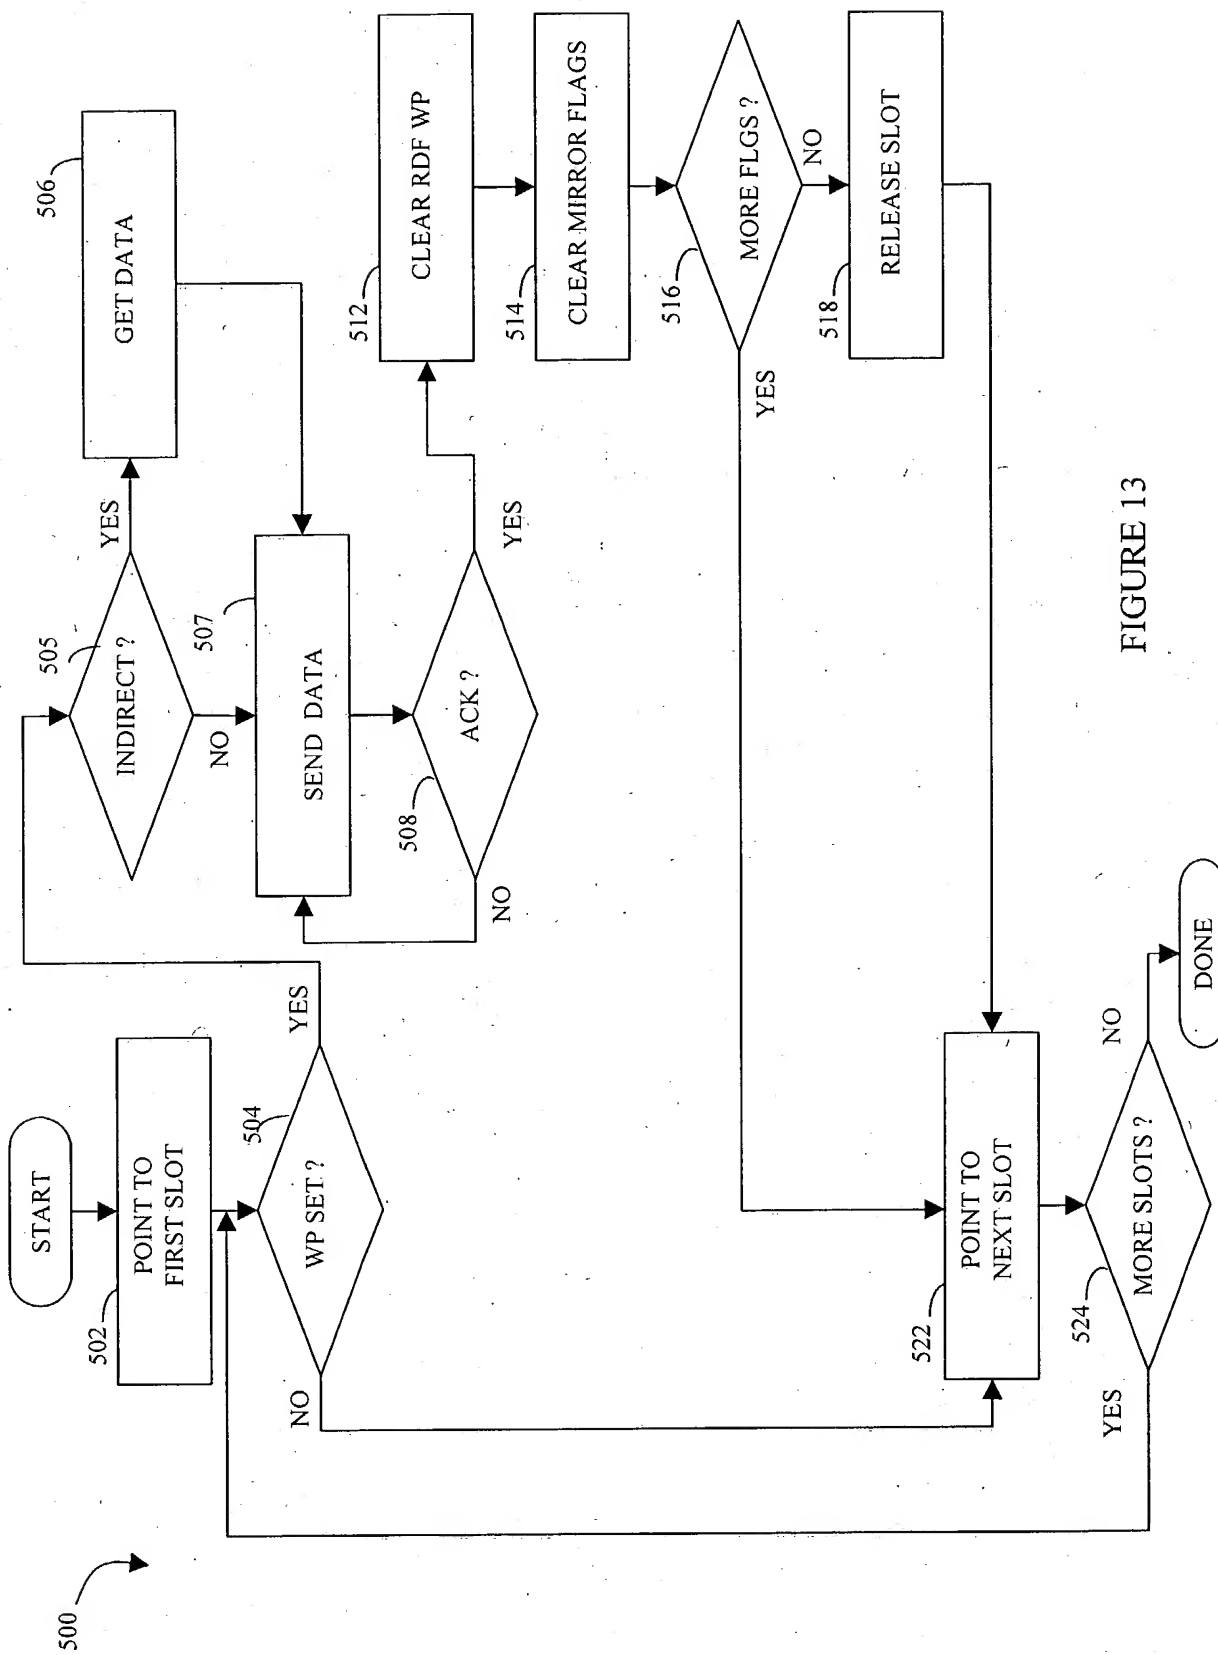 500
START
502
POINT TO
FIRST SLOT
504
WP SET ?
YES
NO
505
INDIRECT ?
YES
NO
506
GET DATA
507
SEND DATA
508
ACK ?
YES
NO
512
CLEAR RDF WP
514
CLEAR MIRROR FLAGS
516
MORE FLGS ?
YES
NO
518
RELEASE SLOT
522
POINT TO
NEXT SLOT
524
MORE SLOTS ?
YES
NO
DONE
FIGURE 13